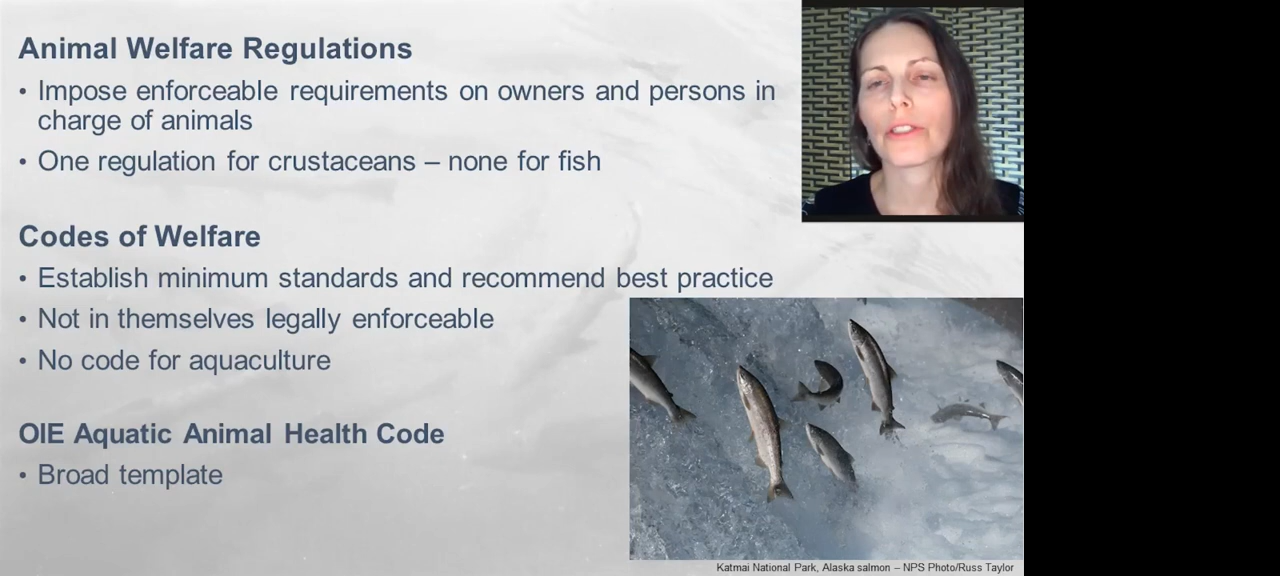 Animal Welfare Regulations
• Impose enforceable requirements on owners and persons in
charge of animals
• One regulation for crustaceans – none for fish
Codes of Welfare
• Establish minimum standards and recommend best practice
• Not in themselves legally enforceable
• No code for aquaculture
OIE Aquatic Animal Health Code
• Broad template
Katmai National Park, Alaska salmon – NPS Photo/Russ Taylor